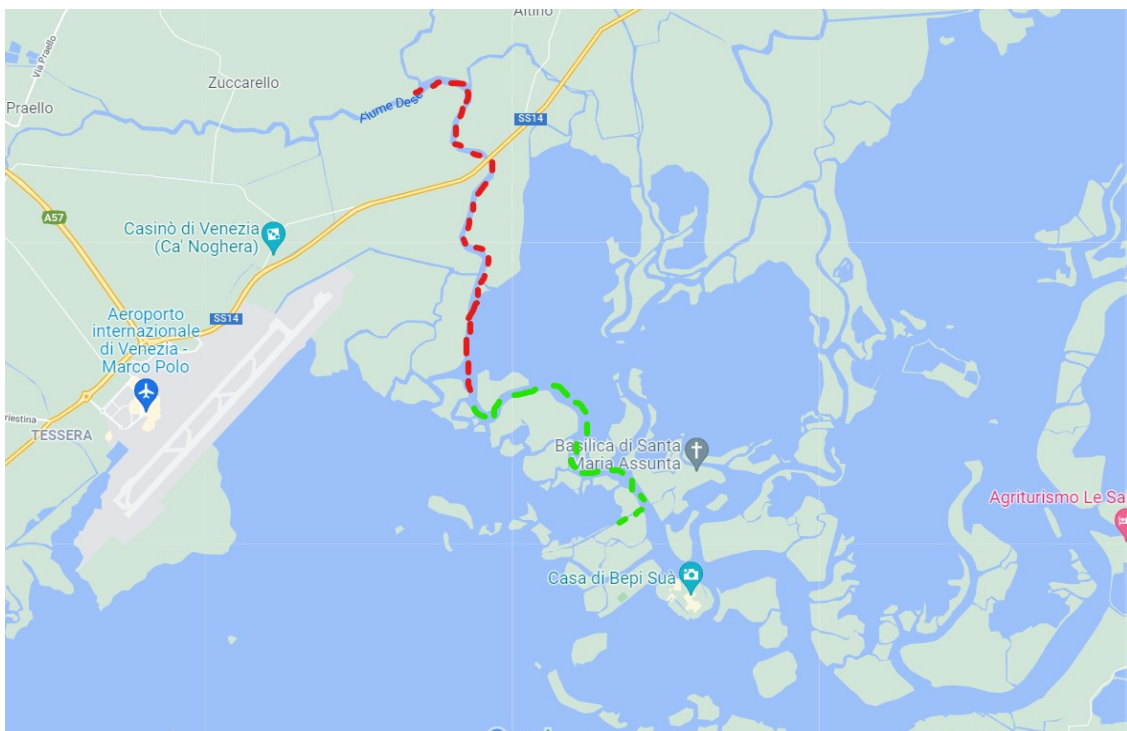 Altino
Via Praello
Zuccarello
Praello
Fiume Dese
SS14
A57
Casinò di Venezia
(Ca' Noghera)
Aeroporto
internazionale
di Venezia -
Marco Polo
SS14
TESSERA
Basilica di Santa
Maria Assunta
Agriturismo Le Sa
Casa di Bepi Suà